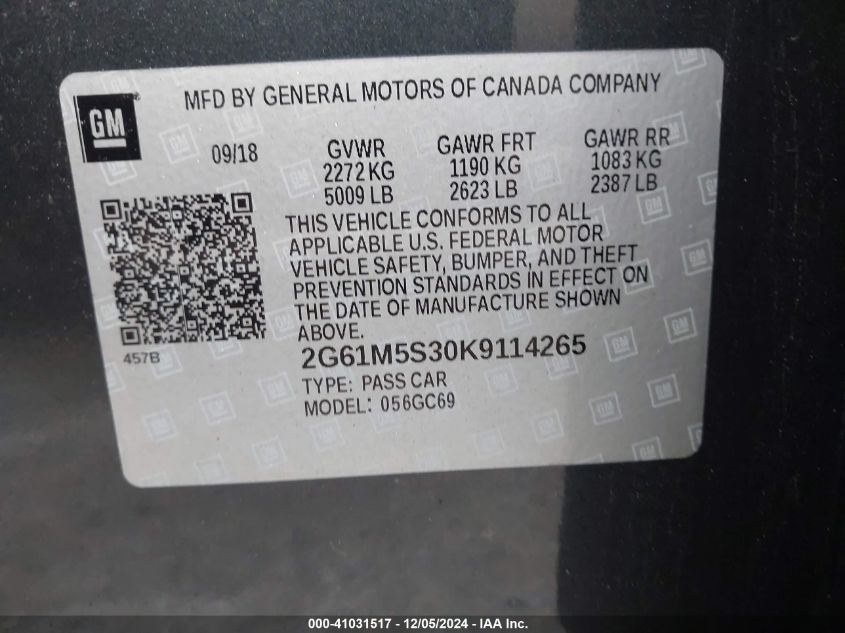 MFD BY GENERAL MOTORS OF CANADA COMPANY
GM
09/18 GVWR GAWR FRT GAWR RR
2272 KG 1190 KG 1083 KG
5009 LB 2623 LB 2387 LB
THIS VEHICLE CONFORMS TO ALL
APPLICABLE U.S. FEDERAL MOTOR
VEHICLE SAFETY, BUMPER, AND THEFT
PREVENTION STANDARDS IN EFFECT ON
THE DATE OF MANUFACTURE SHOWN
ABOVE.
457B
2G61M5S30K9114265
TYPE: PASS CAR
MODEL: 056GC69
000-41031517 - 12/05/2024 - IAA Inc.